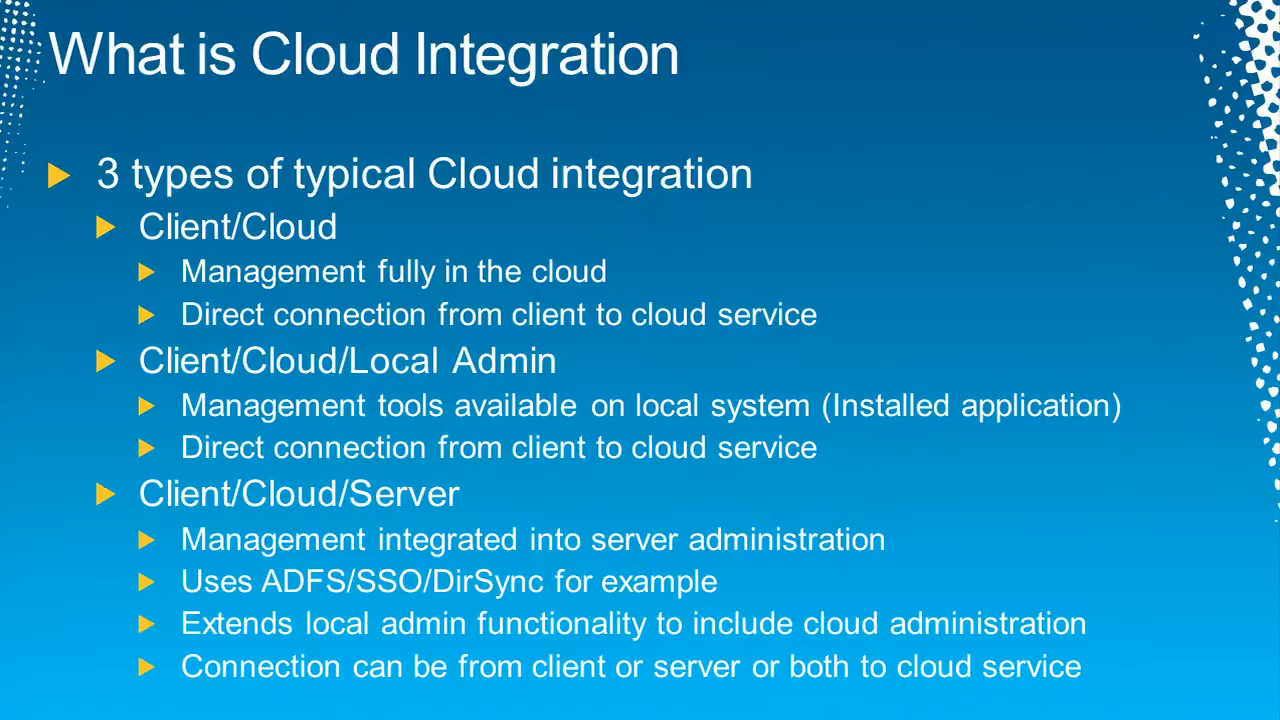 What is Cloud Integration
3 types of typical Cloud integration
Client/Cloud
Management fully in the cloud
Direct connection from client to cloud service
Client/Cloud/Local Admin
Management tools available on local system (Installed application)
Direct connection from client to cloud service
Client/Cloud/Server
Management integrated into server administration
Uses ADFS/SSO/DirSync for example
Extends local admin functionality to include cloud administration
Connection can be from client or server or both to cloud service